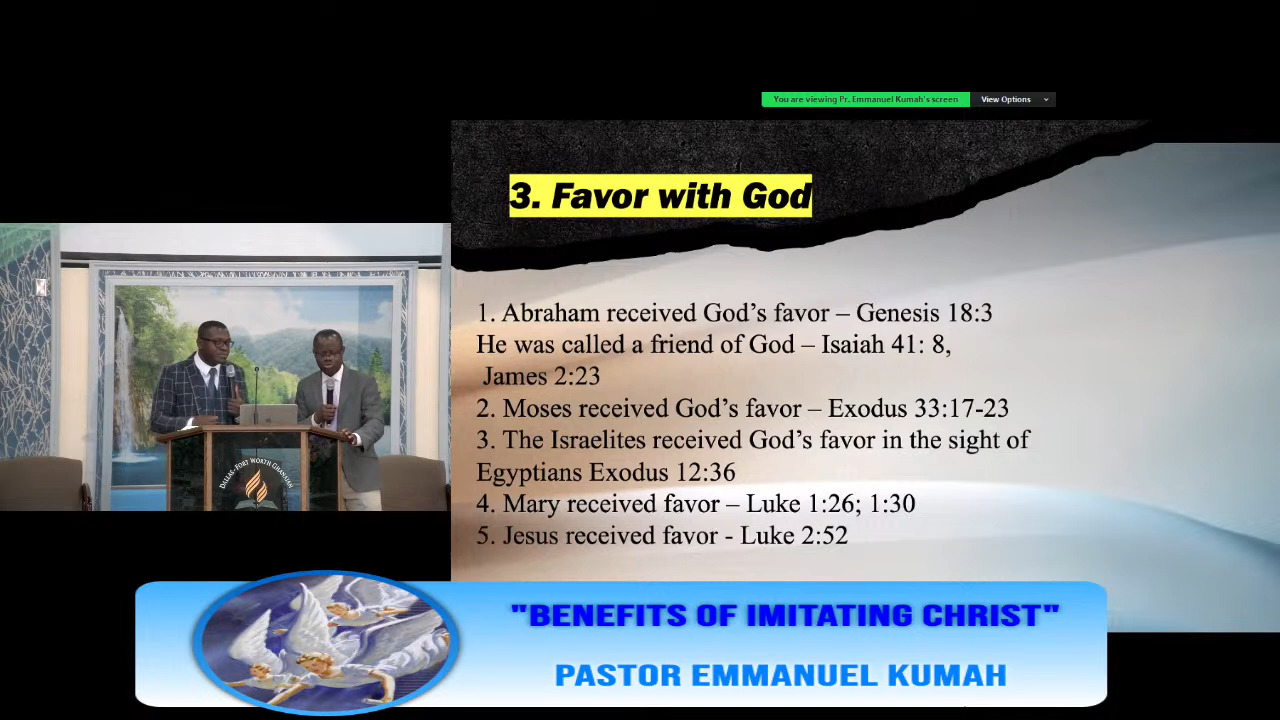 You are viewing Pr. Emmanuel Kumah's screen
View Options
3. Favor with God
1. Abraham received God’s favor – Genesis 18:3
He was called a friend of God – Isaiah 41: 8,
James 2:23
2. Moses received God’s favor – Exodus 33:17-23
3. The Israelites received God’s favor in the sight of
Egyptians Exodus 12:36
4. Mary received favor – Luke 1:26; 1:30
5. Jesus received favor - Luke 2:52
DALLAS-FORT WORTH GHANAIAN
"BENEFITS OF IMITATING CHRIST"
PASTOR EMMANUEL KUMAH